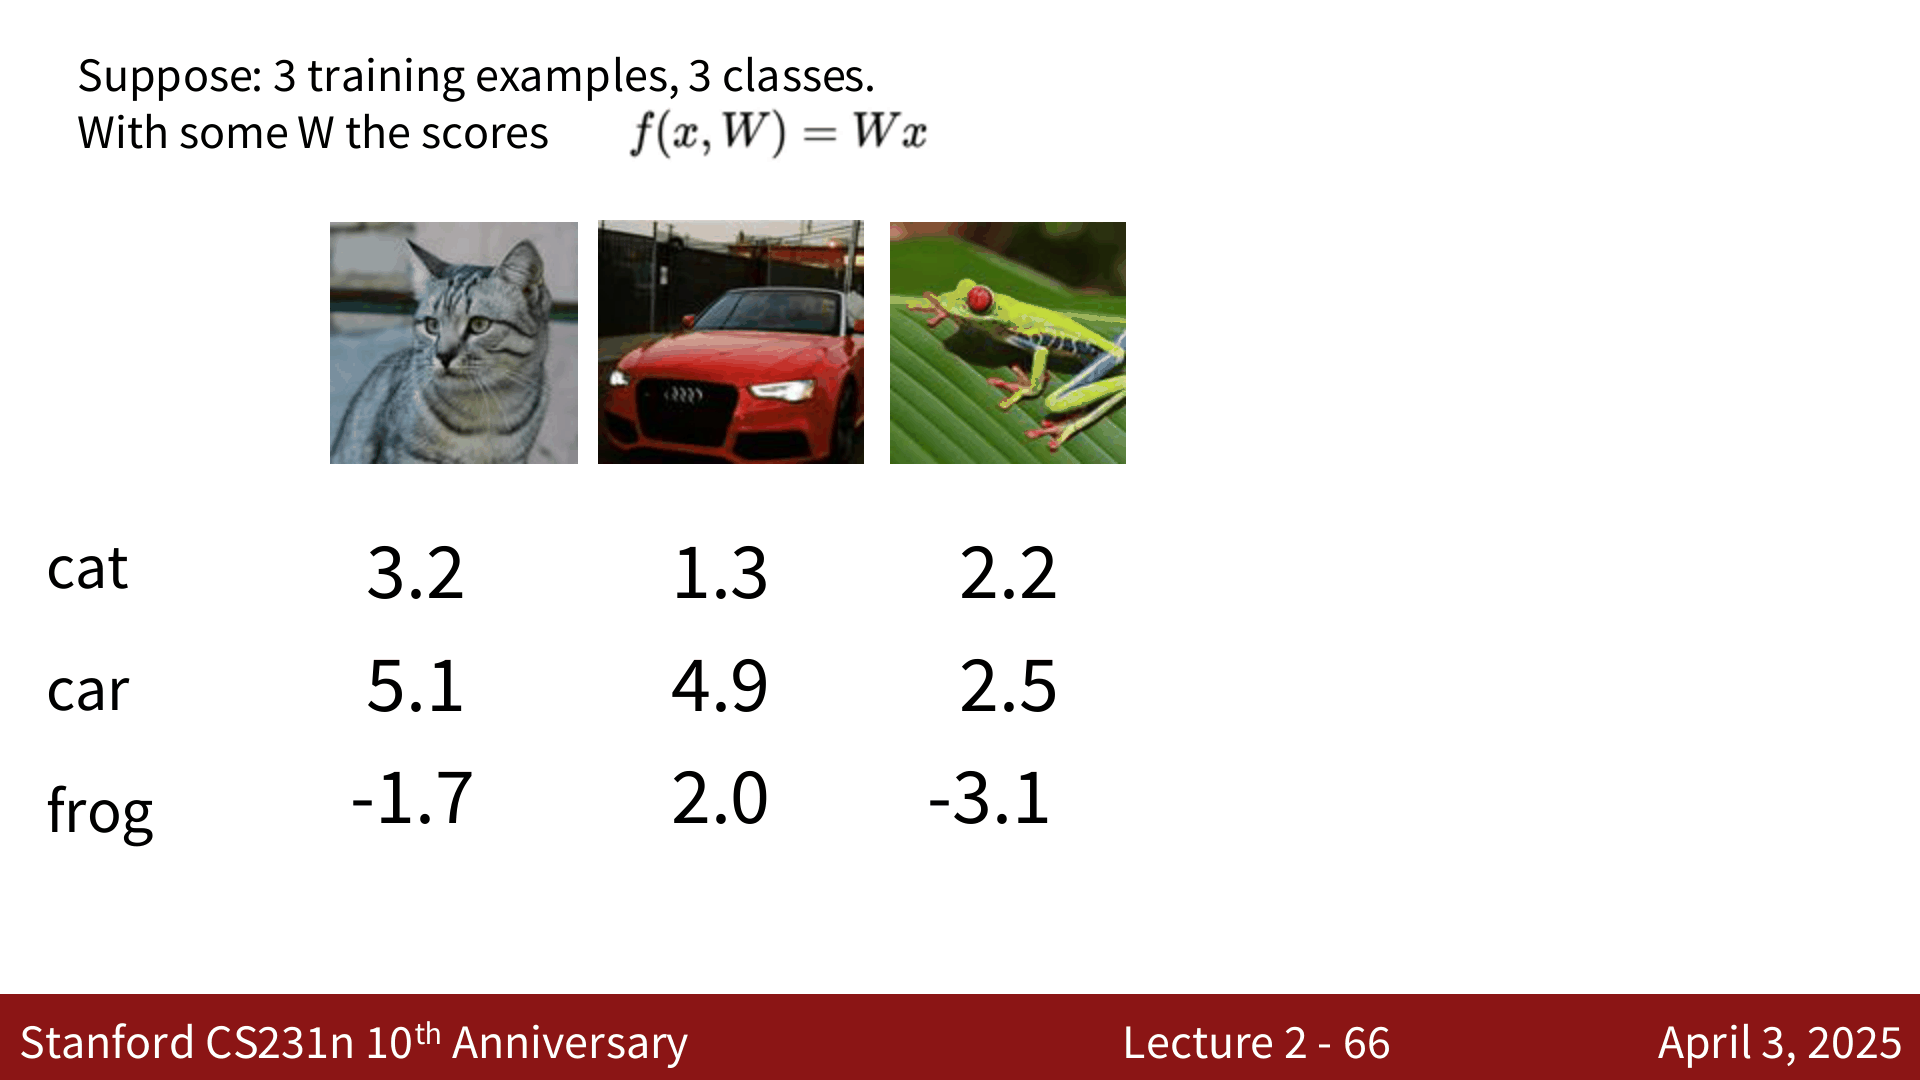 Suppose: 3 training examples, 3 classes.
With some W the scores f(x, W) = Wx
cat 3.2 1.3 2.2
car 5.1 4.9 2.5
frog -1.7 2.0 -3.1
Stanford CS231n 10th Anniversary Lecture 2 - 66 April 3, 2025